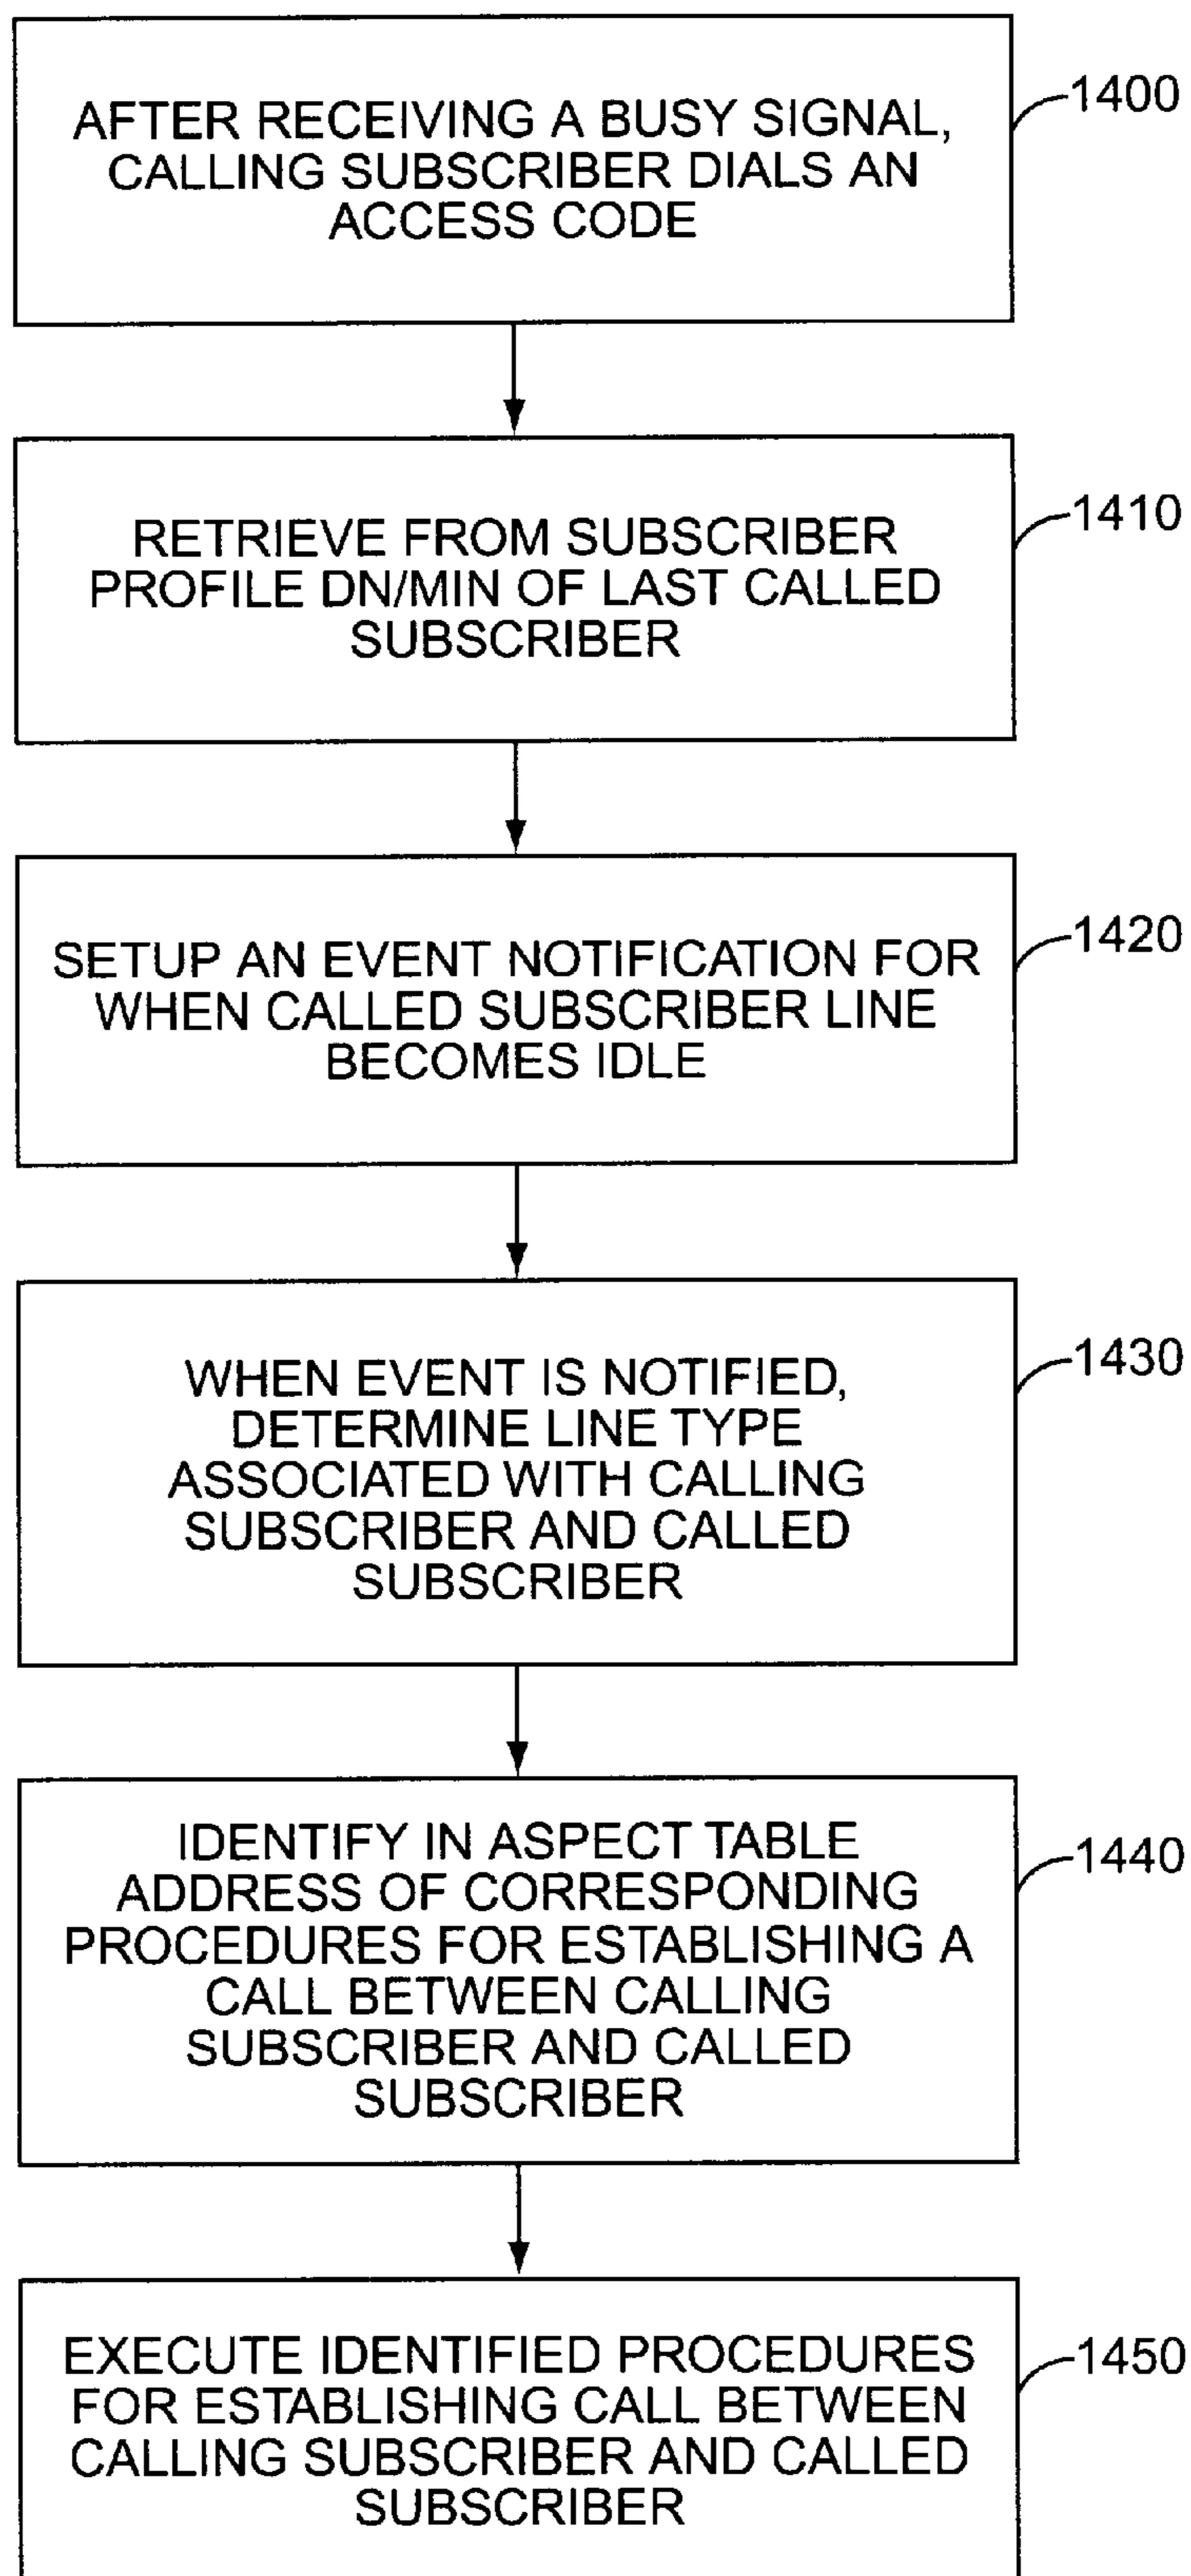 AFTER RECEIVING A BUSY SIGNAL,
CALLING SUBSCRIBER DIALS AN
ACCESS CODE
1400
RETRIEVE FROM SUBSCRIBER
PROFILE DN/MIN OF LAST CALLED
SUBSCRIBER
1410
SETUP AN EVENT NOTIFICATION FOR
WHEN CALLED SUBSCRIBER LINE
BECOMES IDLE
1420
WHEN EVENT IS NOTIFIED,
DETERMINE LINE TYPE
ASSOCIATED WITH CALLING
SUBSCRIBER AND CALLED
SUBSCRIBER
1430
IDENTIFY IN ASPECT TABLE
ADDRESS OF CORRESPONDING
PROCEDURES FOR ESTABLISHING A
CALL BETWEEN CALLING
SUBSCRIBER AND CALLED
SUBSCRIBER
1440
EXECUTE IDENTIFIED PROCEDURES
FOR ESTABLISHING CALL BETWEEN
CALLING SUBSCRIBER AND CALLED
SUBSCRIBER
1450